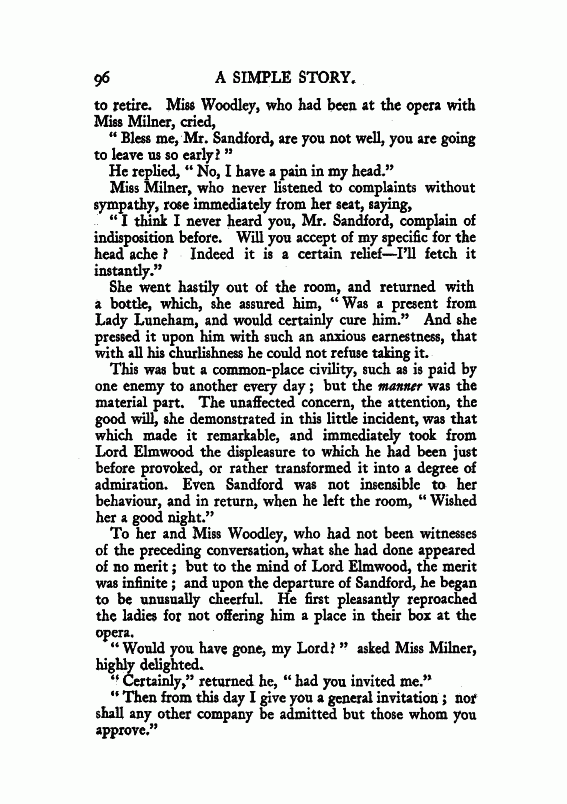 96 A SIMPLE STORY.
to retire. Miss Woodley, who had been at the opera with
Miss Milner, cried,
" Bless me, Mr. Sandford, are you not well, you are going
to leave us so early? "
He replied, " No, I have a pain in my head."
Miss Milner, who never listened to complaints without
sympathy, rose immediately from her seat, saying,
" I think I never heard you, Mr. Sandford, complain of
indisposition before. Will you accept of my specific for the
head ache ? Indeed it is a certain relief—I'll fetch it
instantly."
She went hastily out of the room, and returned with
a bottle, which, she assured him, " Was a present from
Lady Luneham, and would certainly cure him." And she
pressed it upon him with such an anxious earnestness, that
with all his churlishness he could not refuse taking it.
This was but a common-place civility, such as is paid by
one enemy to another every day ; but the manner was the
material part. The unaffected concern, the attention, the
good will, she demonstrated in this little incident, was that
which made it remarkable, and immediately took from
Lord Elmwood the displeasure to which he had been just
before provoked, or rather transformed it into a degree of
admiration. Even Sandford was not insensible to her
behaviour, and in return, when he left the room, " Wished
her a good night."
To her and Miss Woodley, who had not been witnesses
of the preceding conversation, what she had done appeared
of no merit ; but to the mind of Lord Elmwood, the merit
was infinite ; and upon the departure of Sandford, he began
to be unusually cheerful. He first pleasantly reproached
the ladies for not offering him a place in their box at the
opera.
" Would you have gone, my Lord? " asked Miss Milner,
highly delighted.
" Certainly," returned he, " had you invited me."
" Then from this day I give you a general invitation ; nor
shall any other company be admitted but those whom you
approve."